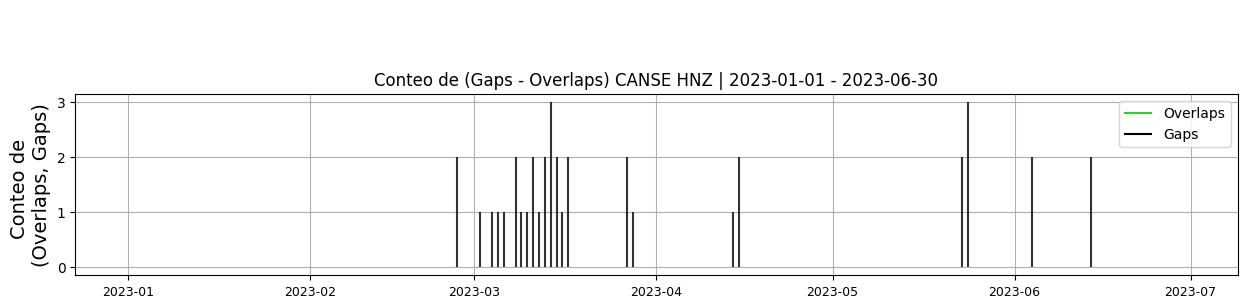 Conteo de (Gaps - Overlaps) CANSE HNZ | 2023-01-01 - 2023-06-30
Conteo de
(Overlaps, Gaps)
3
2
1
0
Overlaps
Gaps
2023-01
2023-02
2023-03
2023-04
2023-05
2023-06
2023-07